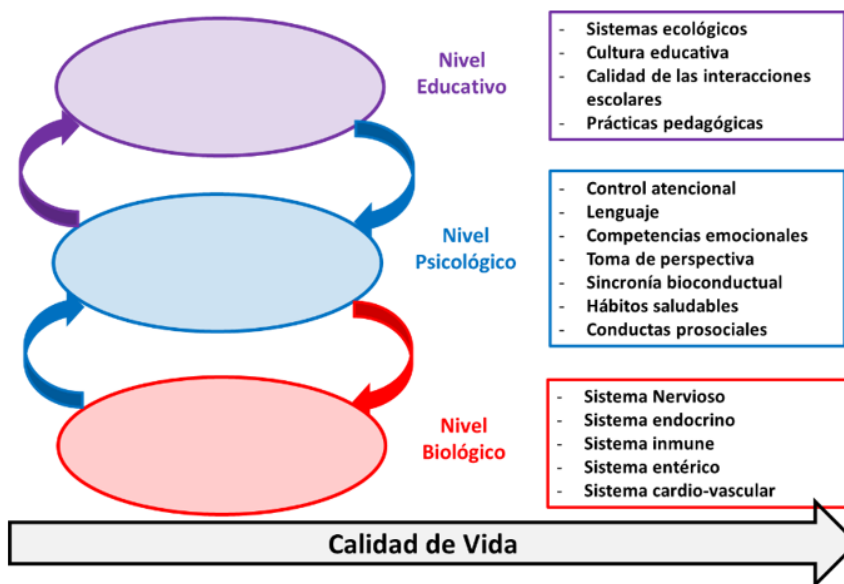 Nivel
Educativo
- Sistemas ecológicos
- Cultura educativa
- Calidad de las interacciones
escolares
- Prácticas pedagógicas
Nivel
Psicológico
- Control atencional
- Lenguaje
- Competencias emocionales
- Toma de perspectiva
- Sincronía bioconductual
- Hábitos saludables
- Conductas prosociales
Nivel
Biológico
- Sistema Nervioso
- Sistema endocrino
- Sistema inmune
- Sistema entérico
- Sistema cardio-vascular
Calidad de Vida